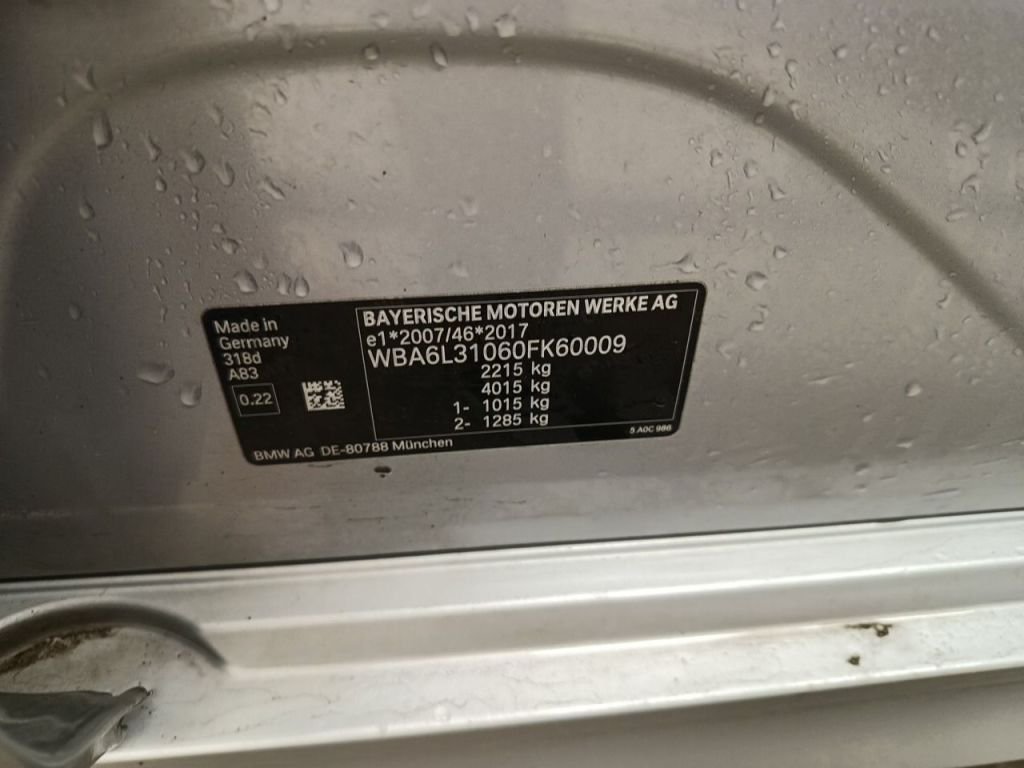 Made in
Germany
318d
A83
0.22
BAYERISCHE MOTOREN WERKE AG
e1*2007/46*2017
WBA6L31060FK60009
2215 kg
4015 kg
1- 1015 kg
2- 1285 kg
5 A0C 986
BMW AG DE-80788 München